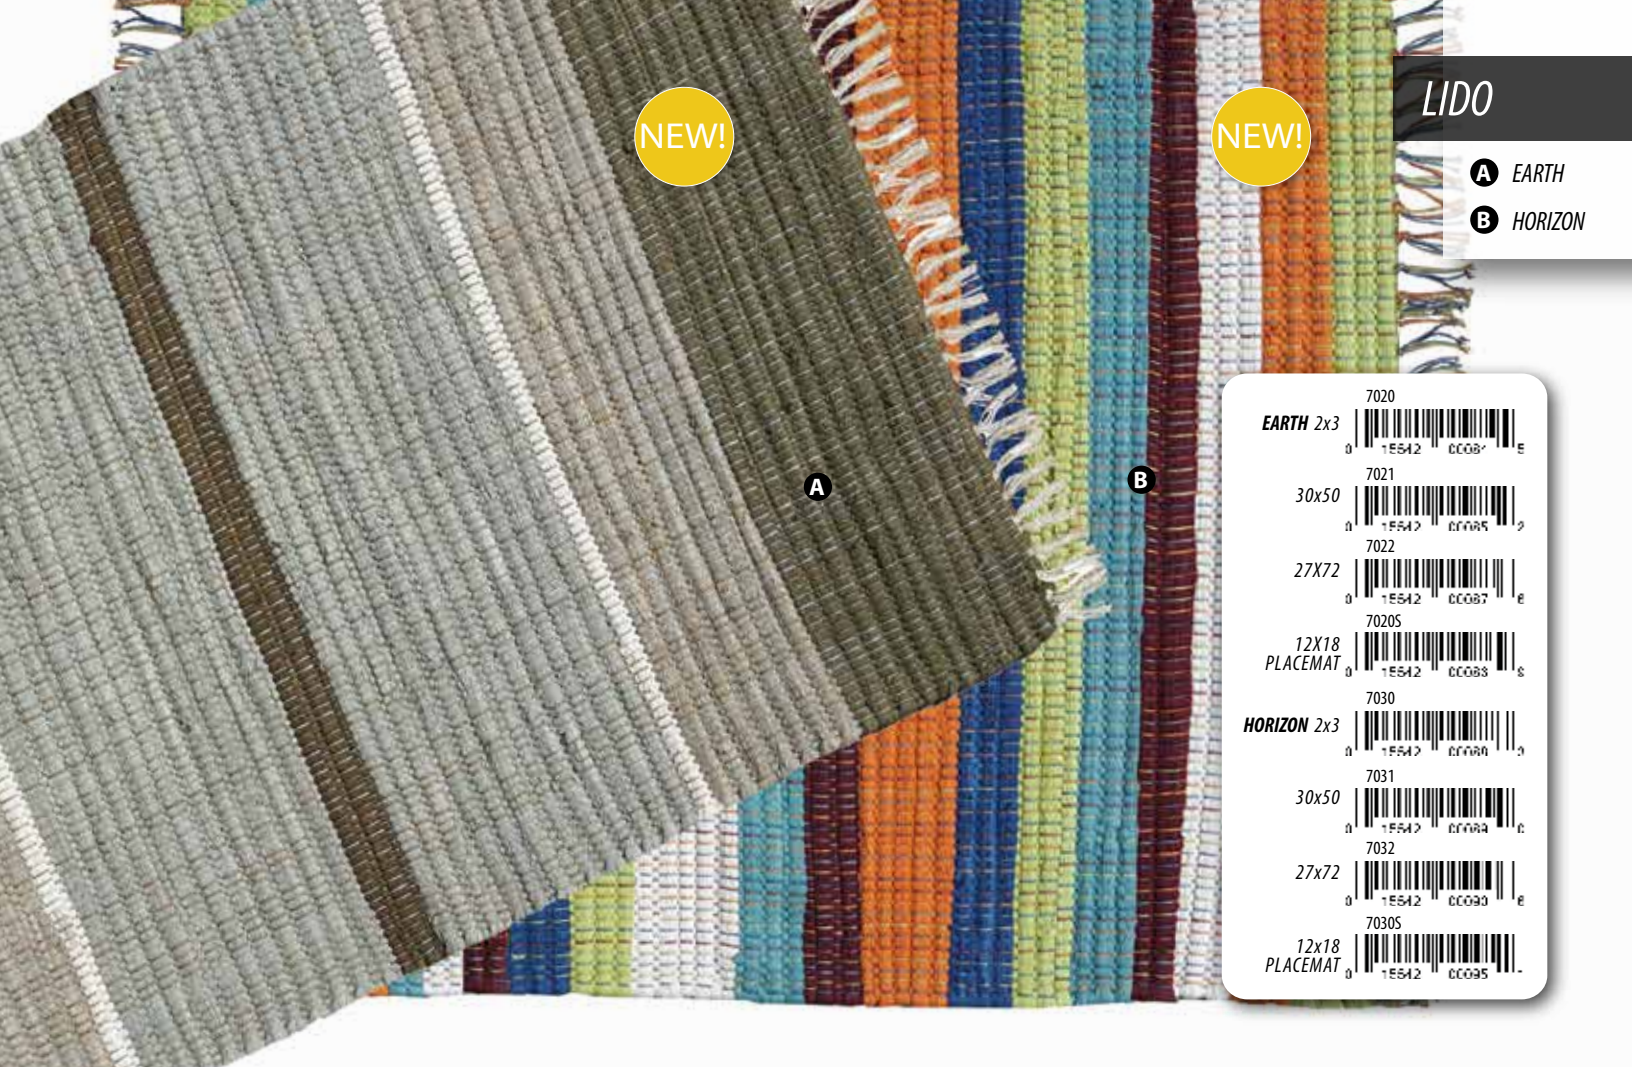 NEW!
NEW!
LIDO
A EARTH
B HORIZON
A
B
7020
EARTH 2x3
7021
30x50
7022
27X72
7020S
12X18
PLACEMAT
7030
HORIZON 2x3
7031
30x50
7032
27x72
7030S
12x18
PLACEMAT